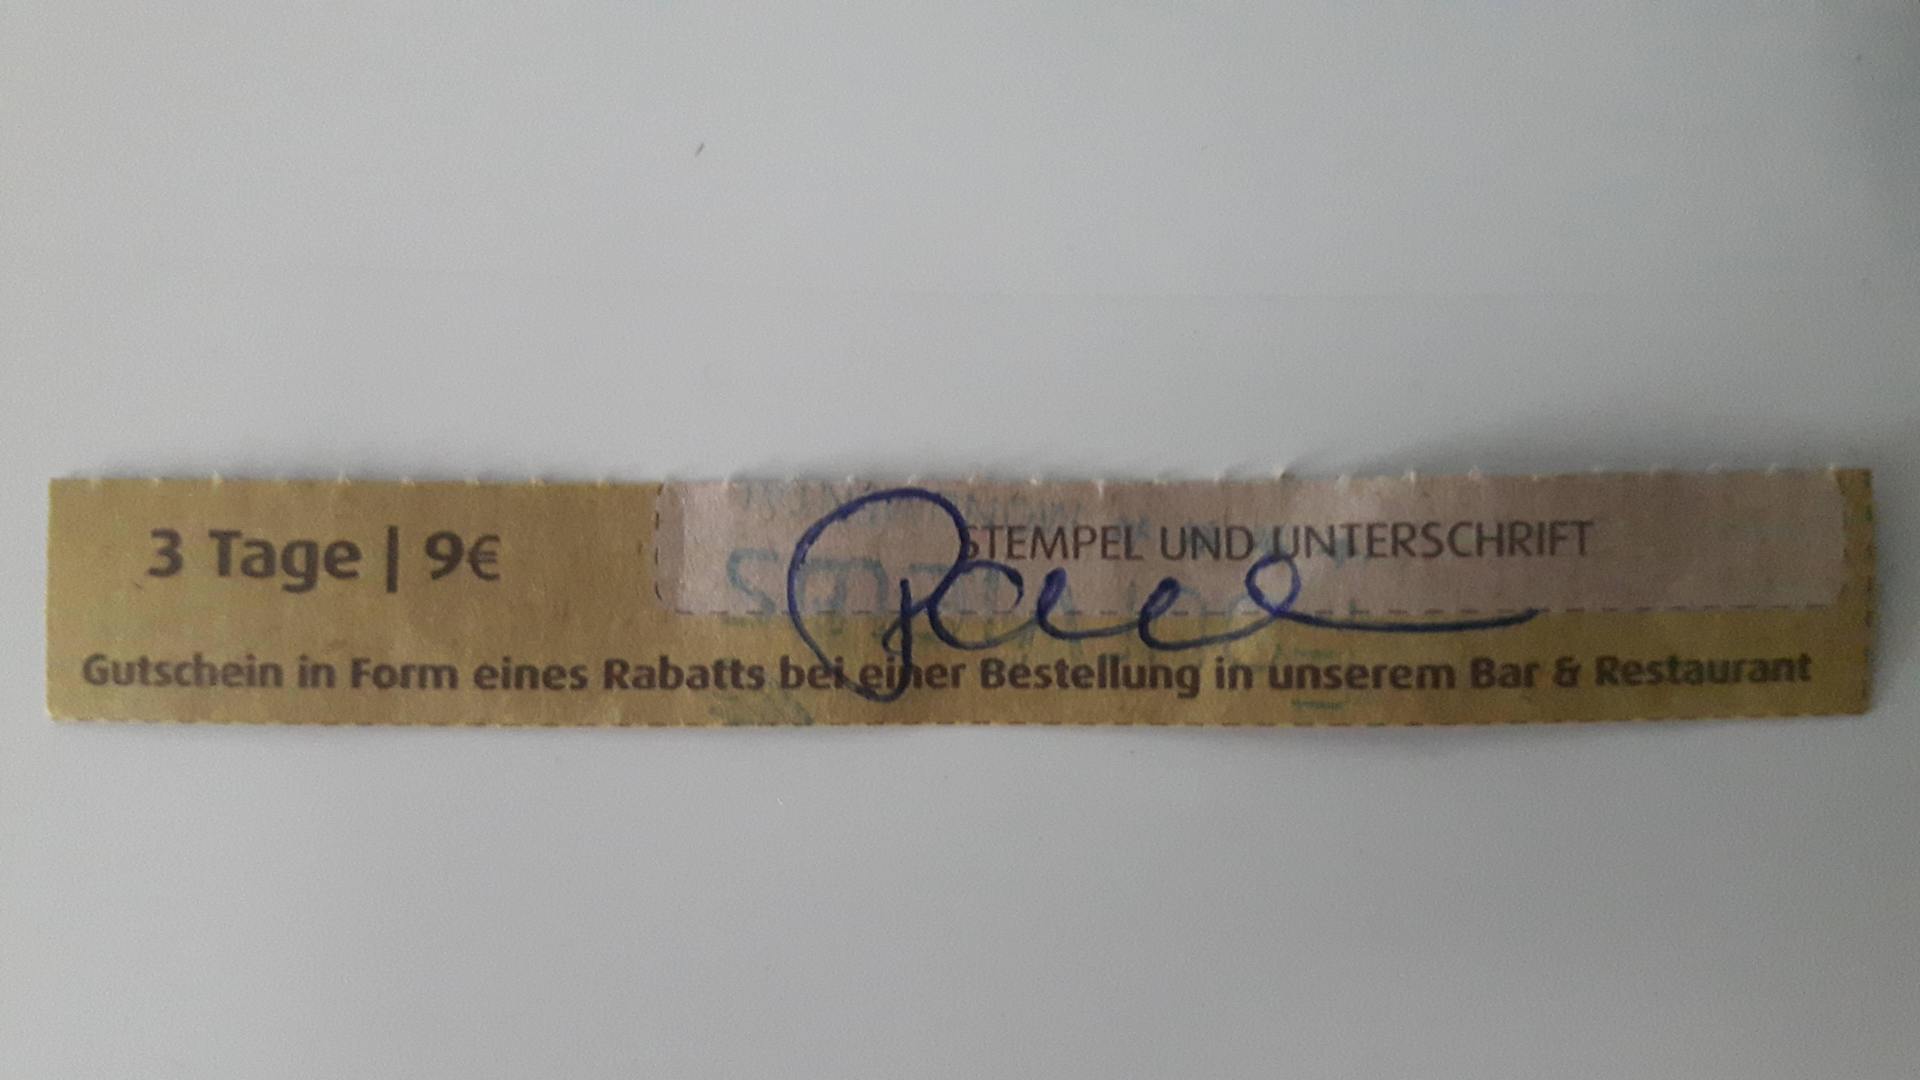 3 Tage | 9€
STEMPEL UND UNTERSCHRIFT
Gutschein in Form eines Rabatts bei einer Bestellung in unserem Bar & Restaurant